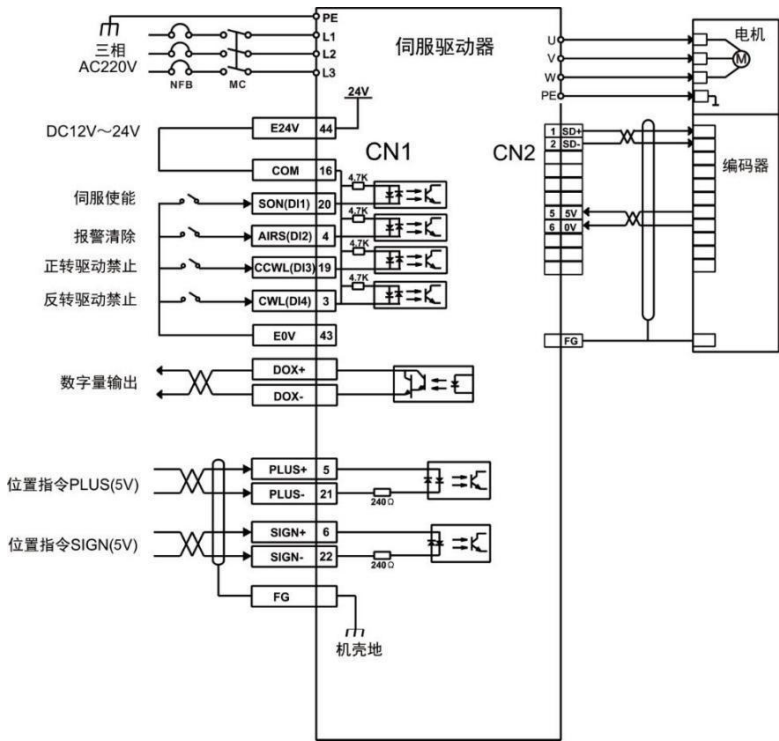 PE
三相
AC220V
L1
L2
L3
NFB
MC
伺服驱动器
U
V
W
PE
电机
M
24V
DC12V～24V
E24V 44
CN1
CN2
COM 16
4.7K
伺服使能
SON(DI1) 20
4.7K
报警清除
AIRS(DI2) 4
4.7K
正转驱动禁止
CCWL(DI3) 19
4.7K
反转驱动禁止
CWL(DI4) 3
E0V 43
1 SD+
2 SD-
编码器
5 5V
6 0V
FG
数字量输出
DOX+
DOX-
位置指令PLUS(5V)
PLUS+ 5
PLUS- 21
240Ω
位置指令SIGN(5V)
SIGN+ 6
SIGN- 22
240Ω
FG
机壳地